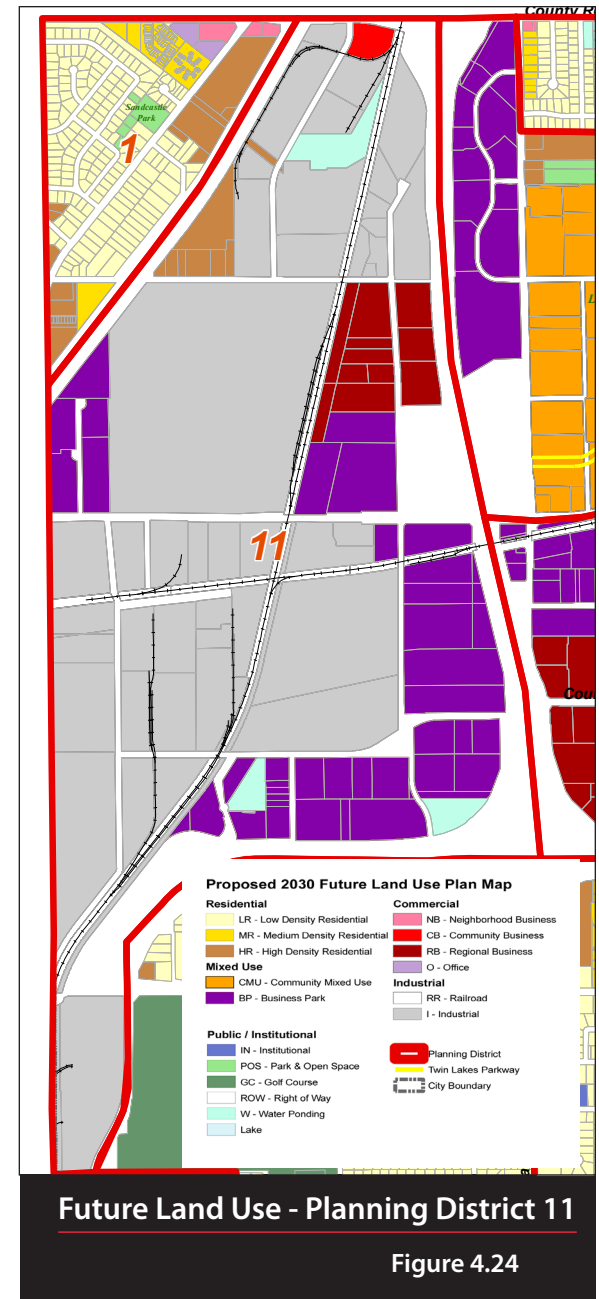 County R
Sandcastle
Park
1
L
11
Cou
Proposed 2030 Future Land Use Plan Map
Residential
LR - Low Density Residential
MR - Medium Density Residential
HR - High Density Residential
Mixed Use
CMU - Community Mixed Use
BP - Business Park
Commercial
NB - Neighborhood Business
CB - Community Business
RB - Regional Business
O - Office
Industrial
RR - Railroad
I - Industrial
Public / Institutional
IN - Institutional
POS - Park & Open Space
GC - Golf Course
ROW - Right of Way
W - Water Ponding
Lake
Planning District
Twin Lakes Parkway
City Boundary
Future Land Use - Planning District 11
Figure 4.24